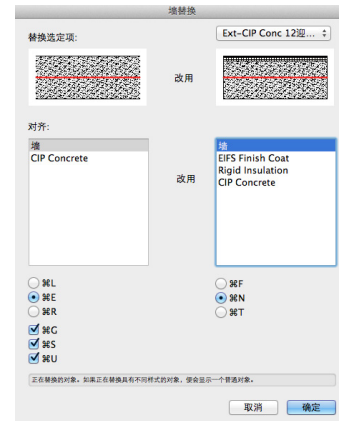 墙替换
替换选定项:
Ext-CIP Conc 12迎...
改用
对齐:
墙
CIP Concrete
改用
墙
EIFS Finish Coat
Rigid Insulation
CIP Concrete
⌘L
⌘E
⌘R
⌘F
⌘N
⌘T
⌘G
⌘S
⌘U
正在替换的对象。如果正在替换具有不同样式的对象，便会显示一个普通对象。
取消
确定